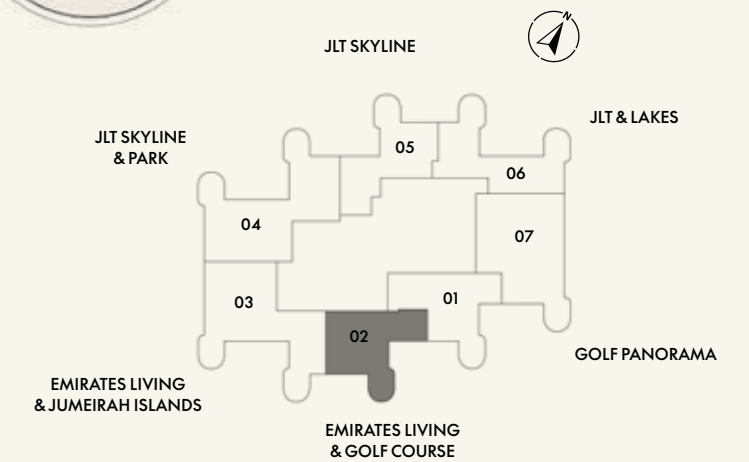 N
JLT SKYLINE
JLT & LAKES
JLT SKYLINE
& PARK
05
06
04
07
03
01
02
GOLF PANORAMA
EMIRATES LIVING
& JUMEIRAH ISLANDS
EMIRATES LIVING
& GOLF COURSE